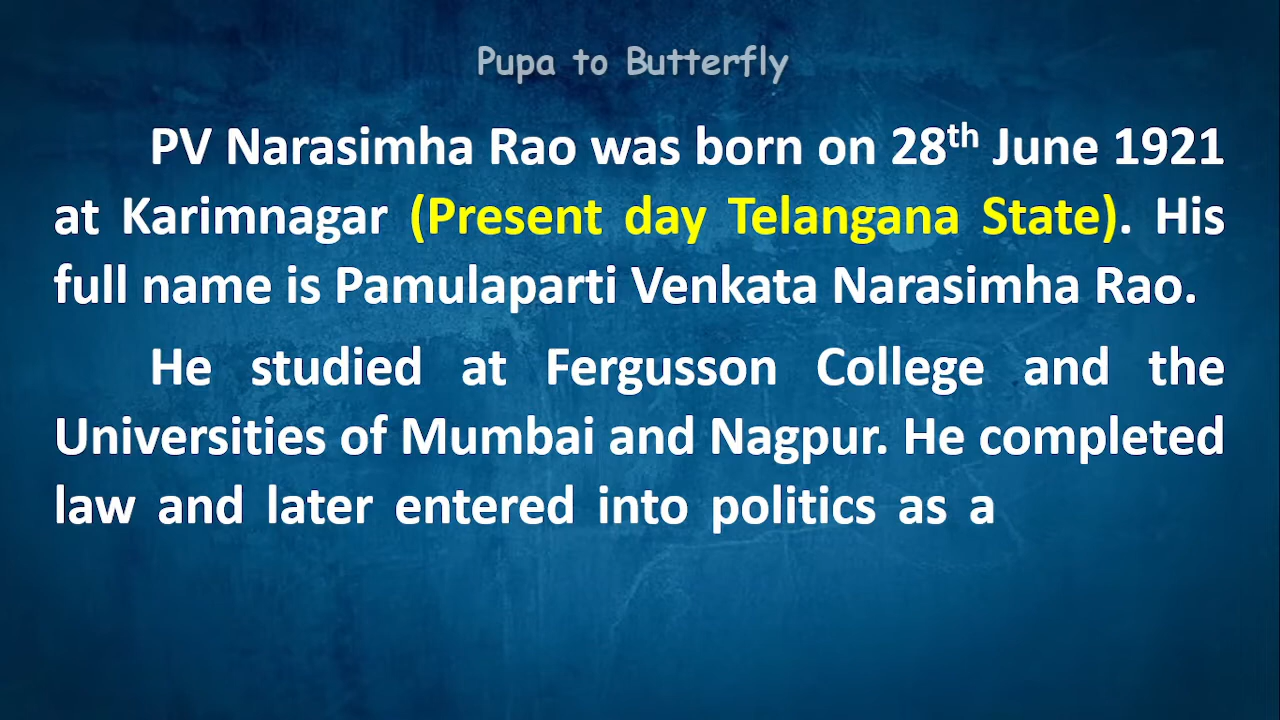 Pupa to Butterfly
PV Narasimha Rao was born on 28th June 1921
at Karimnagar (Present day Telangana State). His
full name is Pamulaparti Venkata Narasimha Rao.
He studied at Fergusson College and the
Universities of Mumbai and Nagpur. He completed
law and later entered into politics as a